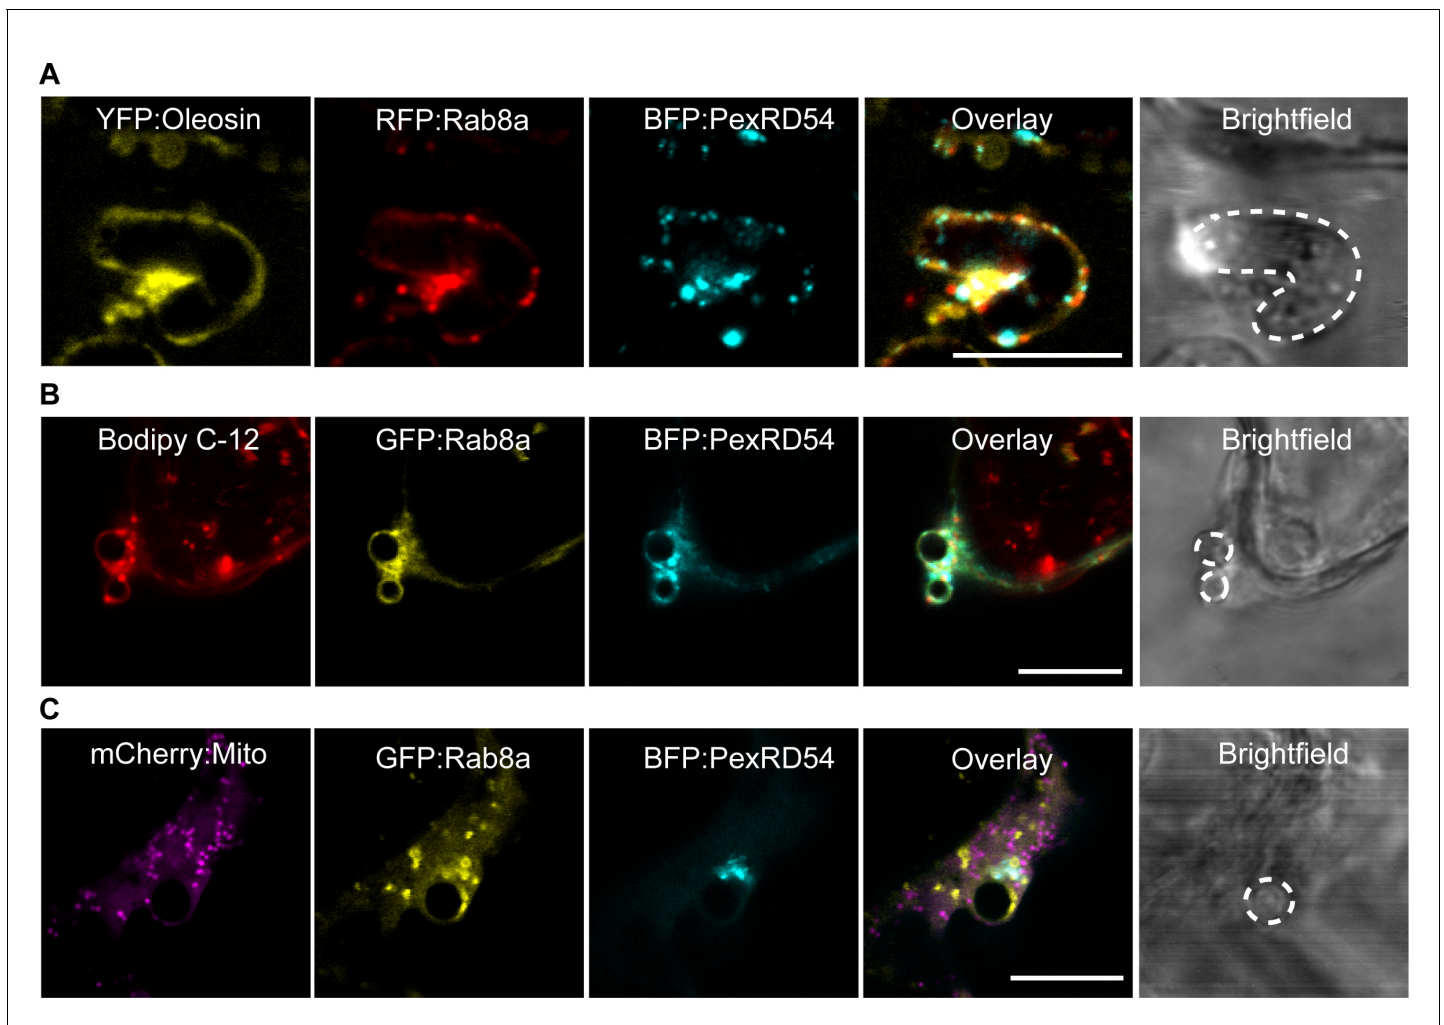 A
YFP:Oleosin RFP:Rab8a BFP:PexRD54 Overlay Brightfield
B
Bodipy C-12 GFP:Rab8a BFP:PexRD54 Overlay Brightfield
C
mCherry:Mito GFP:Rab8a BFP:PexRD54 Overlay Brightfield